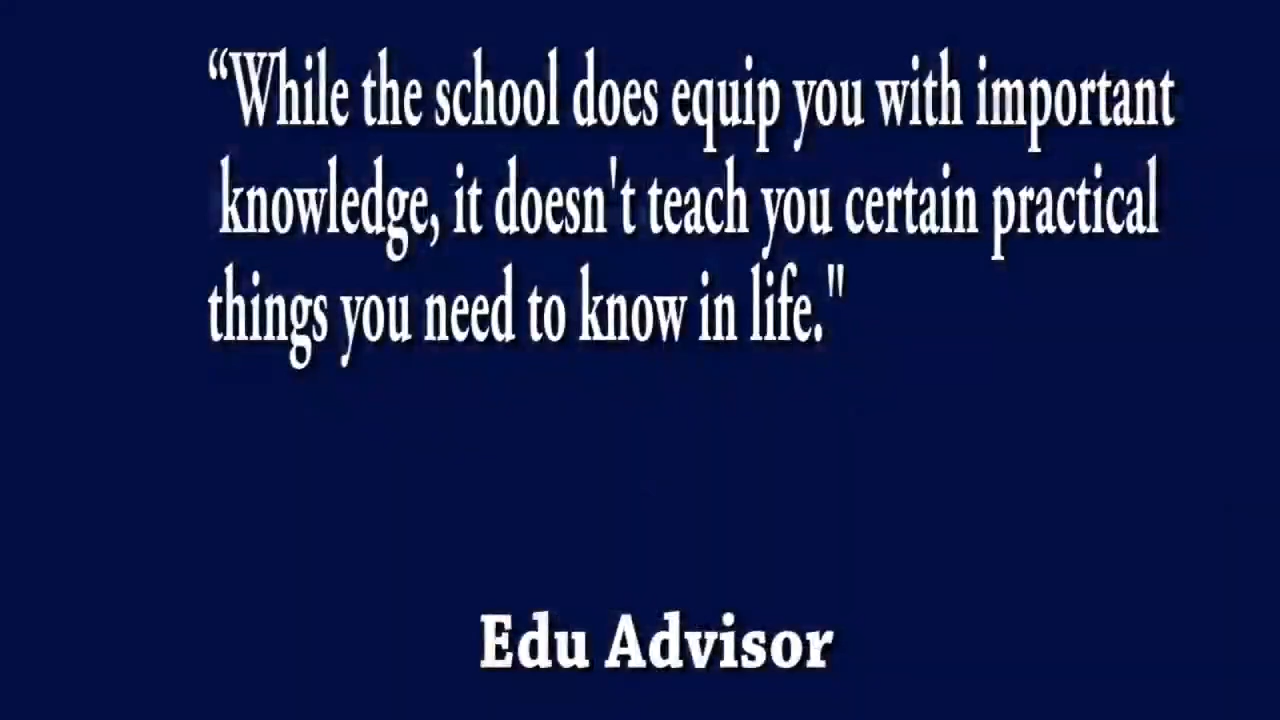 “While the school does equip you with important
knowledge, it doesn't teach you certain practical
things you need to know in life."
Edu Advisor